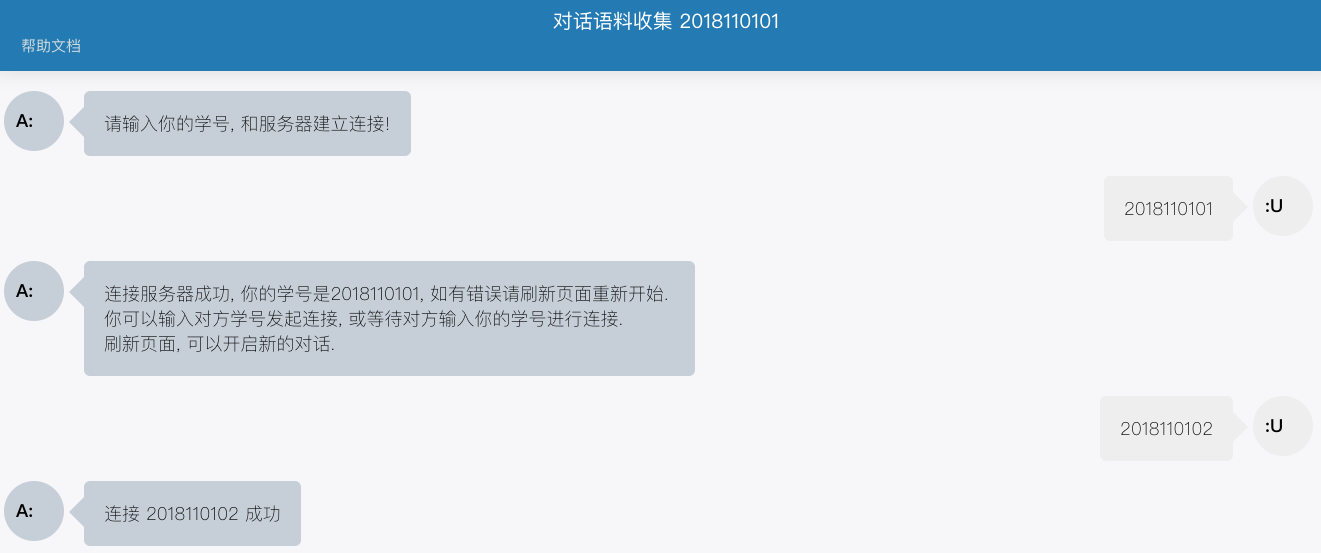 对话语料收集 2018110101
帮助文档
A:
请输入你的学号, 和服务器建立连接!
2018110101
:U
A:
连接服务器成功, 你的学号是2018110101, 如有错误请刷新页面重新开始.
你可以输入对方学号发起连接, 或等待对方输入你的学号进行连接.
刷新页面, 可以开启新的对话.
2018110102
:U
A:
连接 2018110102 成功